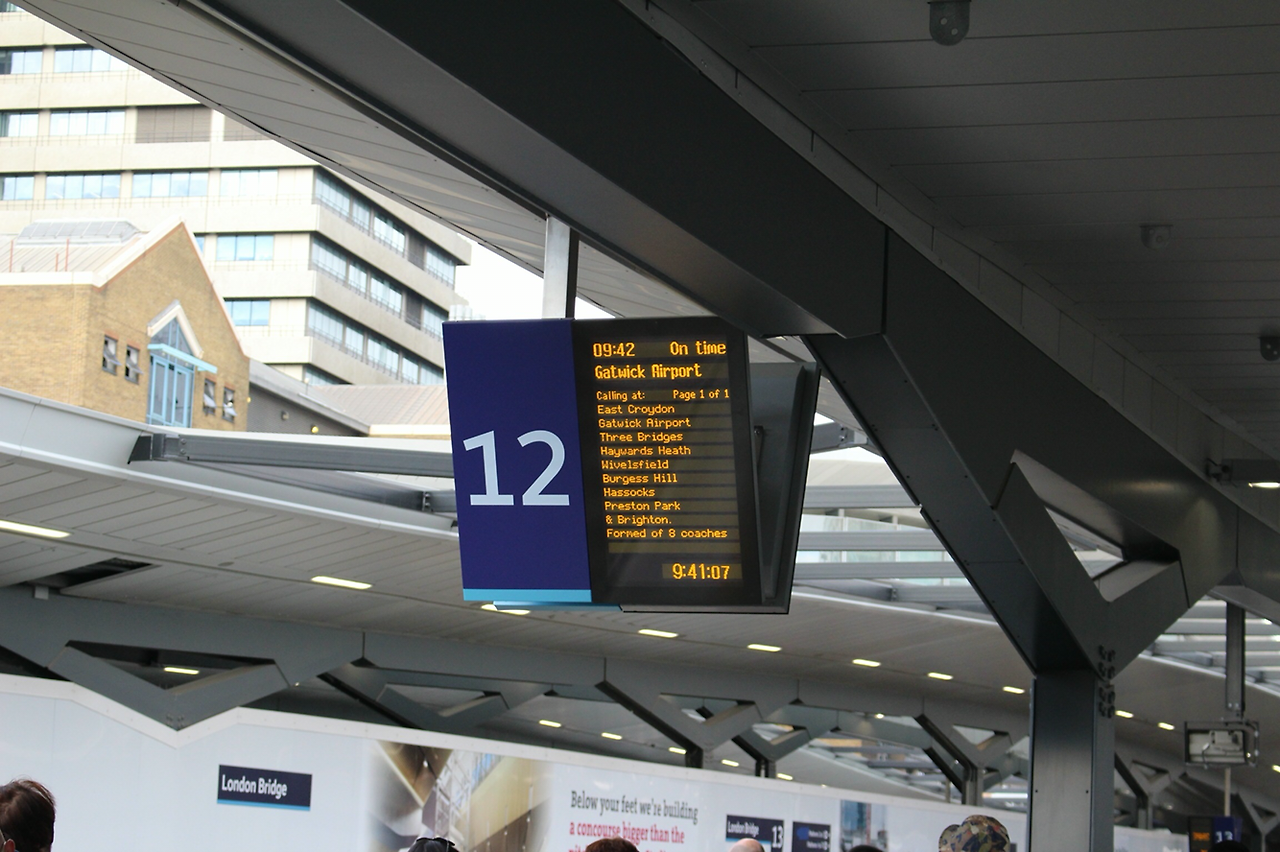 12
09:42 On time
Gatwick Airport
Calling at: Page 1 of 1
East Croydon
Gatwick Airport
Three Bridges
Haywards Heath
Wivelsfield
Burgess Hill
Hassocks
Preston Park
& Brighton.
Formed of 8 coaches
9:41:07
London Bridge
Below your feet we're building
a concourse bigger than the
London Bridge 13
13